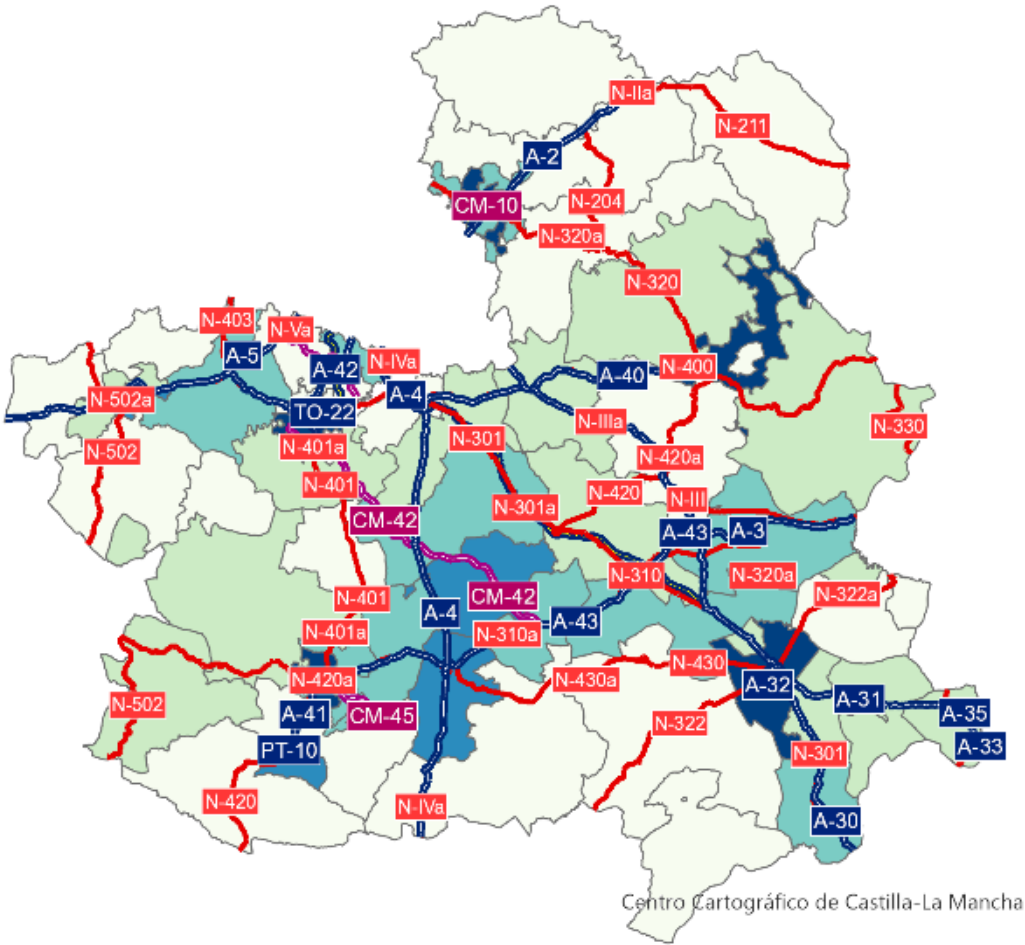 N-IIa
N-211
A-2
CM-10
N-204
N-320a
N-320
N-403
N-Va
A-5
A-42
N-IVa
N-400
A-40
A-4
N-502a
TO-22
N-IIIa
N-330
N-401a
N-301
N-502
N-420a
N-401
N-420
N-III
N-301a
CM-42
A-43
A-3
N-310
N-320a
N-322a
CM-42
N-401
A-4
A-43
N-401a
N-310a
N-430
N-420a
N-430a
A-32
A-31
N-502
A-41
CM-45
A-35
N-322
PT-10
A-33
N-301
N-420
N-IVa
A-30
Centro Cartográfico de Castilla-La Mancha